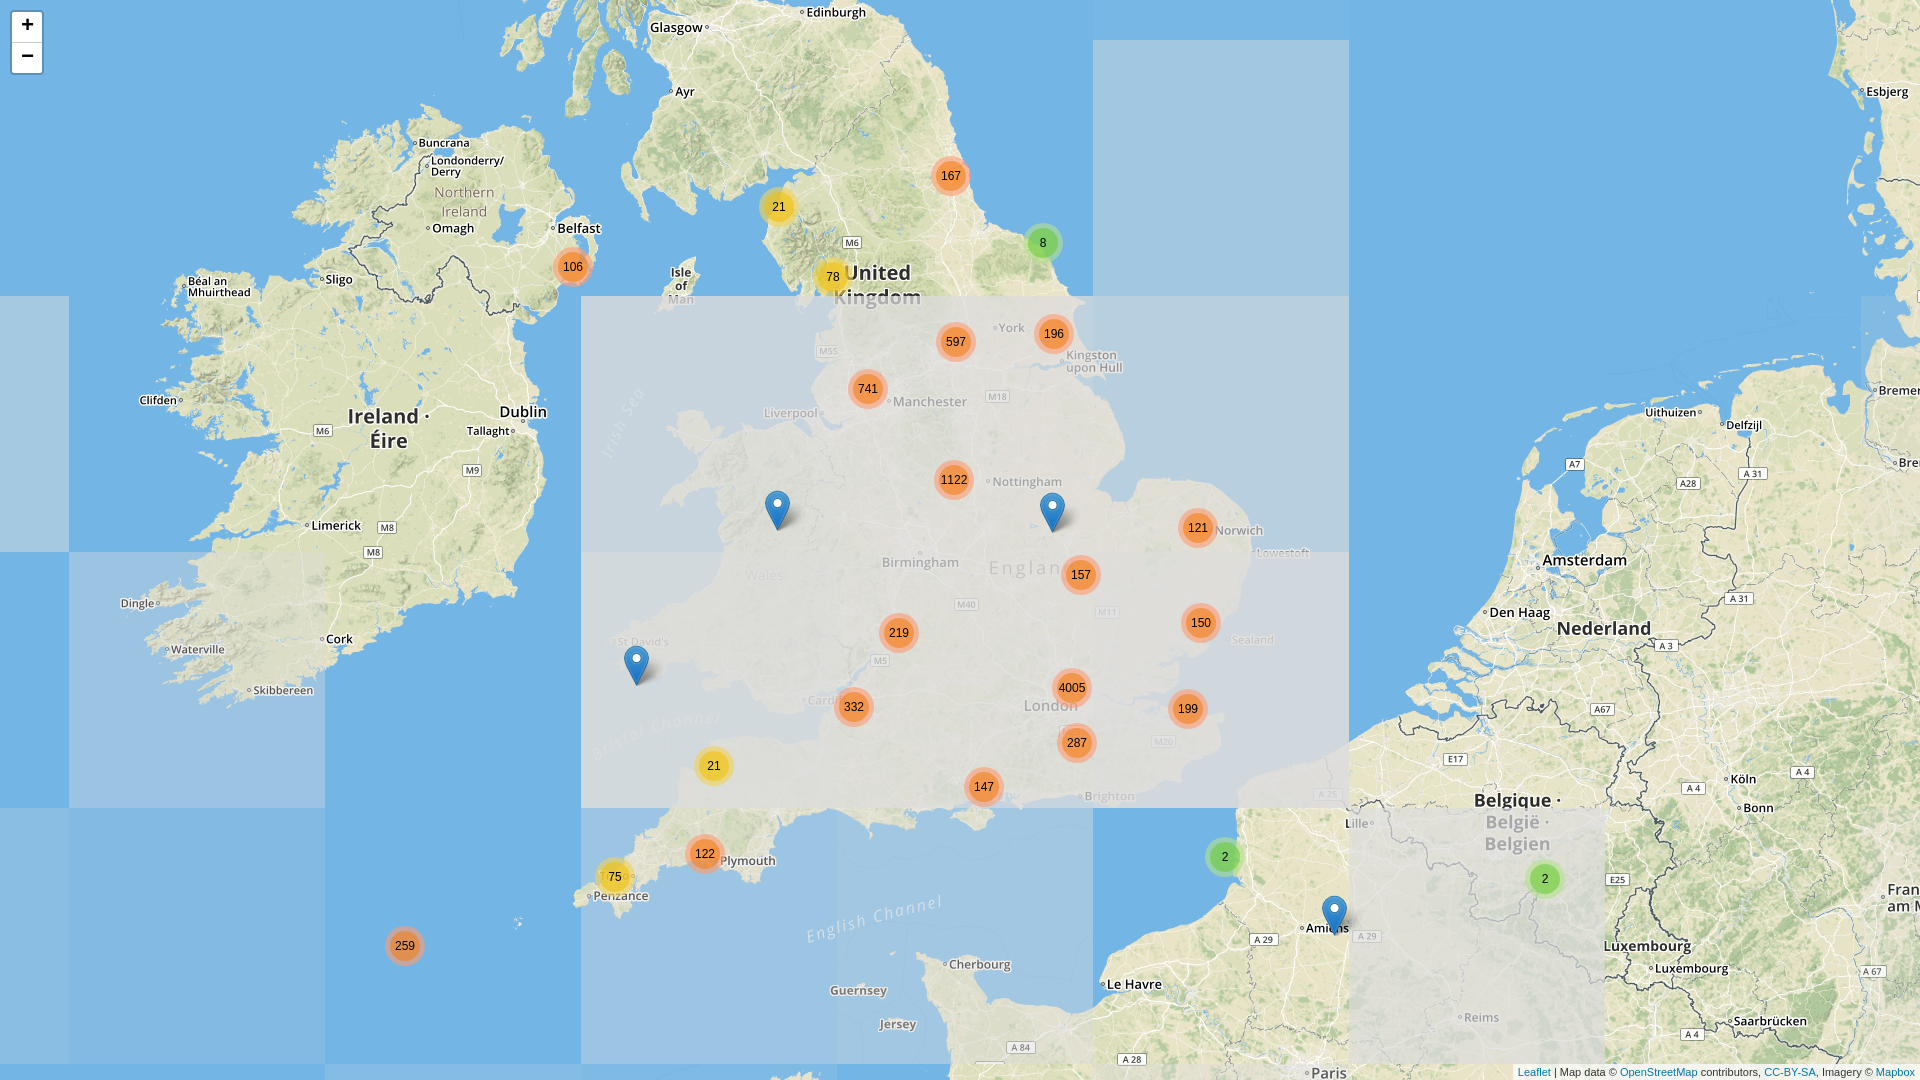 +
−
Edinburgh
Glasgow
Ayr
Esbjerg
Buncrana
Londonderry/
Derry
167
Northern
Ireland
21
Omagh
Belfast
M6
8
106
United
Kingdom
78
Isle
of
Man
Sligo
Béal an
Mhuirthead
York
196
597
M55
Kingston
upon Hull
741
Manchester
M18
Clifden
Liverpool
Irish Sea
Dublin
Ireland ·
Éire
M6
Tallaght
Uithuizen
Delfzijl
A7
A 31
M9
1122
Nottingham
A28
Limerick
M8
121
Norwich
M8
Lowestoft
Birmingham
Wales
157
Amsterdam
Dingle
M40
M11
A 31
Den Haag
Nederland
150
219
Cork
St David's
Sealand
A 3
Waterville
M5
Skibbereen
4005
London
332
199
A67
Bristol Channel
287
M20
21
E17
A 4
Köln
147
Brighton
A 25
A 4
Bonn
Belgique ·
België ·
Belgien
Lille
122
Plymouth
2
75
Penzance
2
E25
English Channel
259
A 29
A 29
Luxembourg
Luxembourg
A 67
Cherbourg
Guernsey
Le Havre
Jersey
Reims
Saarbrücken
A 84
A 28
A 4
Paris
Leaflet | Map data © OpenStreetMap contributors, CC-BY-SA, Imagery © Mapbox